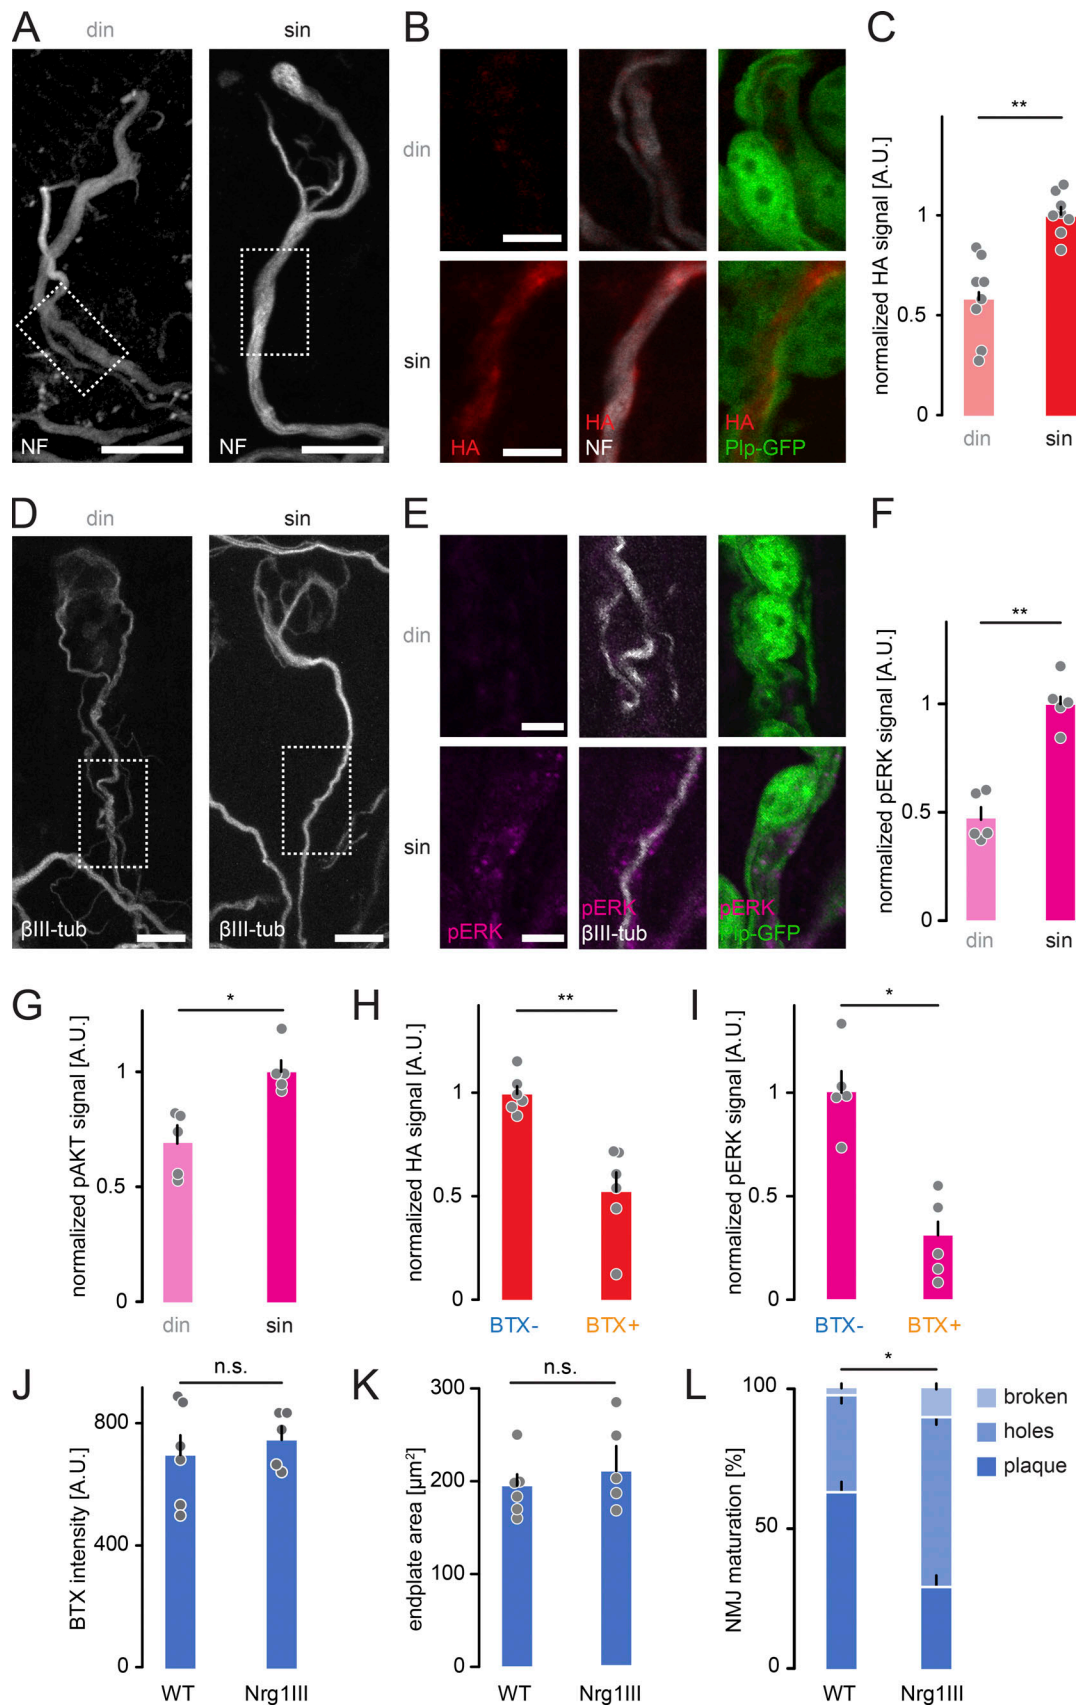 A
din
sin
NF
NF
B
din
sin
HA
HA
NF
HA
Plp-GFP
C
normalized HA signal [A.U.]
**
1
0.5
0
din
sin
D
din
sin
βIII-tub
βIII-tub
E
din
sin
pERK
pERK
βIII-tub
pERK
Plp-GFP
F
normalized pERK signal [A.U.]
**
1
0.5
0
din
sin
G
normalized pAKT signal [A.U.]
*
1
0.5
0
din
sin
H
normalized HA signal [A.U.]
**
1
0.5
0
BTX-
BTX+
I
normalized pERK signal [A.U.]
*
1
0.5
0
BTX-
BTX+
J
BTX intensity [A.U.]
n.s.
800
400
0
WT
Nrg1III
K
endplate area [µm²]
n.s.
300
200
100
0
WT
Nrg1III
L
NMJ maturation [%]
*
100
50
0
WT
Nrg1III
broken
holes
plaque